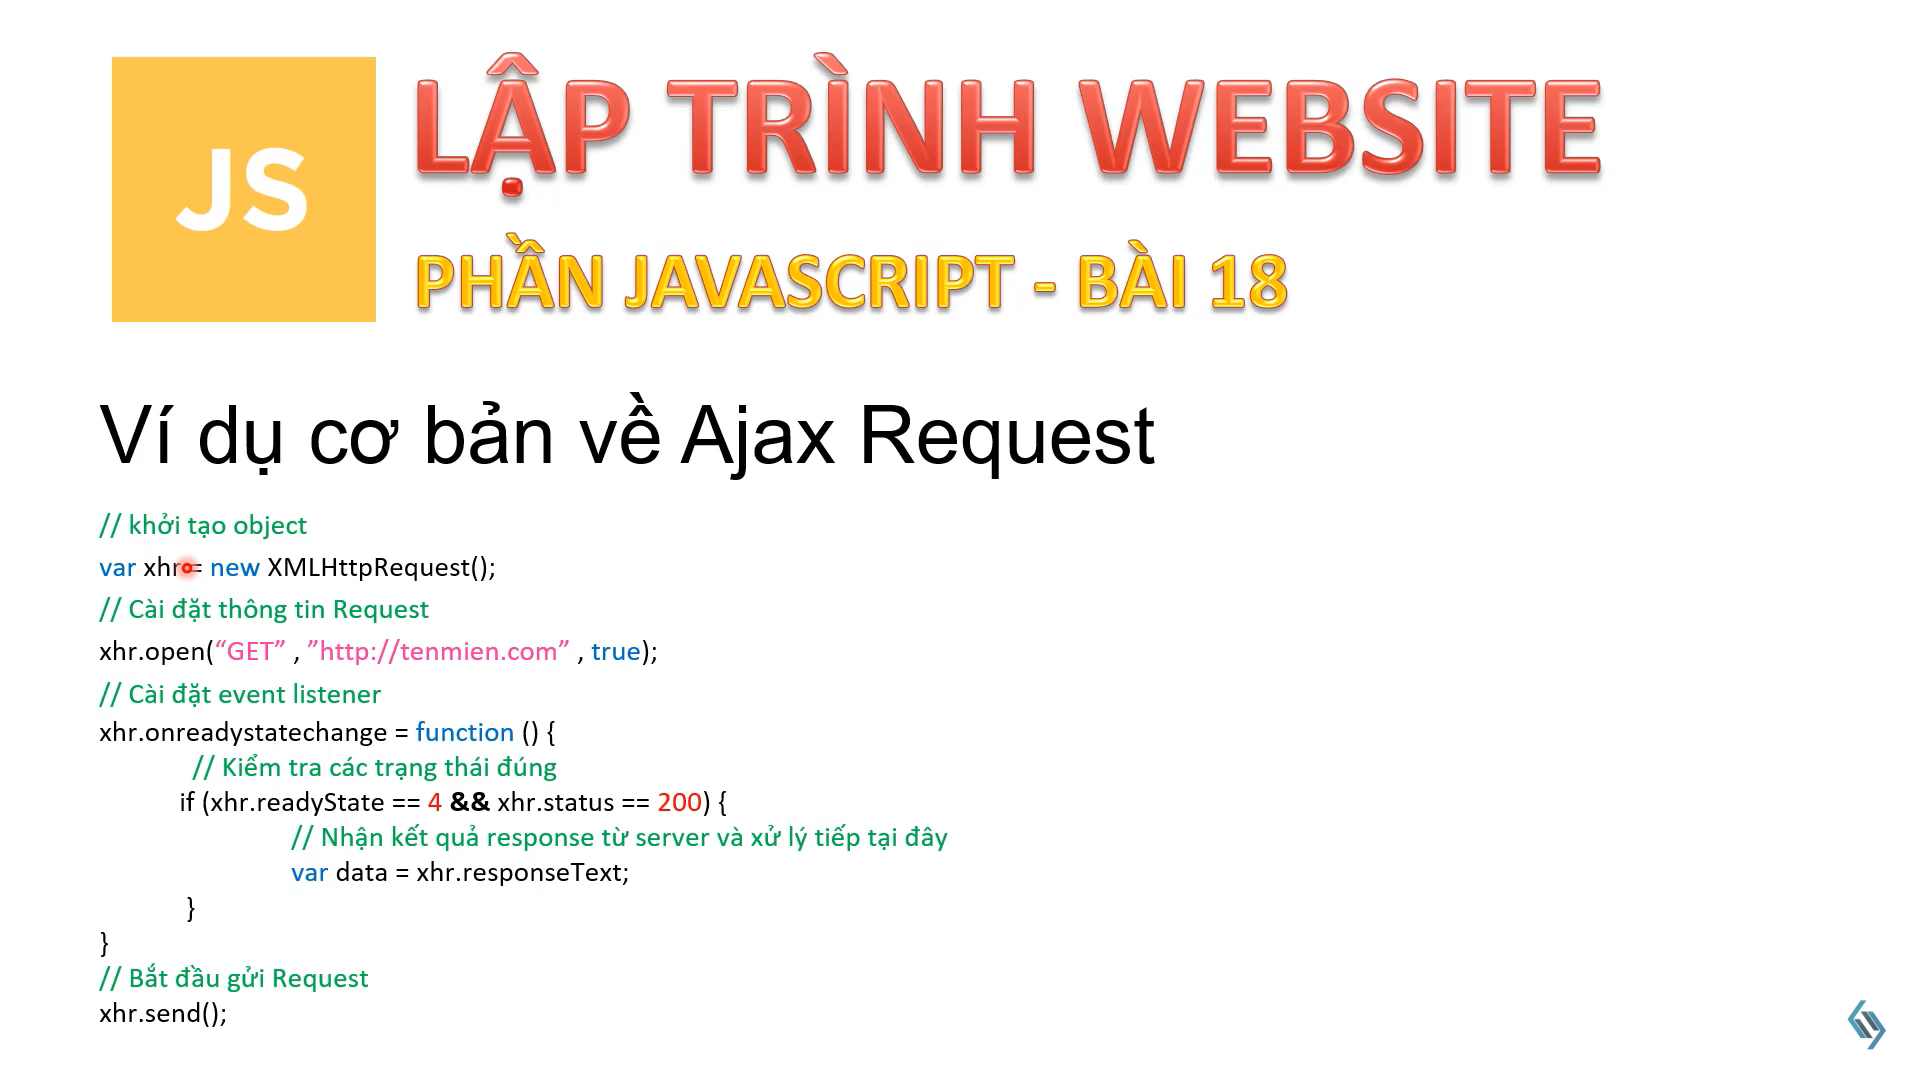 JS
LẬP TRÌNH WEBSITE
PHẦN JAVASCRIPT - BÀI 18
Ví dụ cơ bản về Ajax Request
// khởi tạo object
var xhr = new XMLHttpRequest();
// Cài đặt thông tin Request
xhr.open(“GET” , ”http://tenmien.com” , true);
// Cài đặt event listener
xhr.onreadystatechange = function () {
// Kiểm tra các trạng thái đúng
if (xhr.readyState == 4 && xhr.status == 200) {
// Nhận kết quả response từ server và xử lý tiếp tại đây
var data = xhr.responseText;
}
}
// Bắt đầu gửi Request
xhr.send();